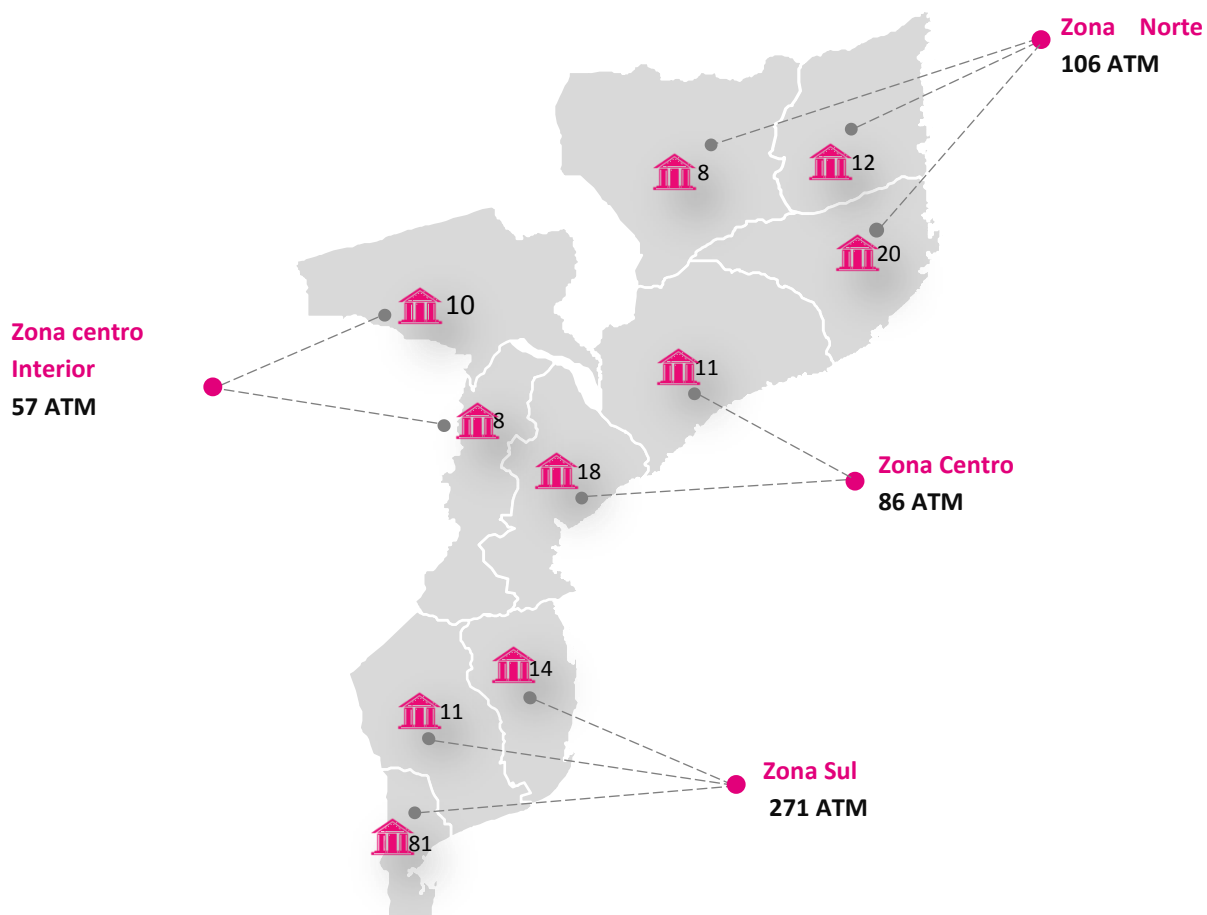 Zona Norte
106 ATM
8
12
20
10
Zona centro
Interior
57 ATM
11
8
18
Zona Centro
86 ATM
14
11
Zona Sul
271 ATM
81